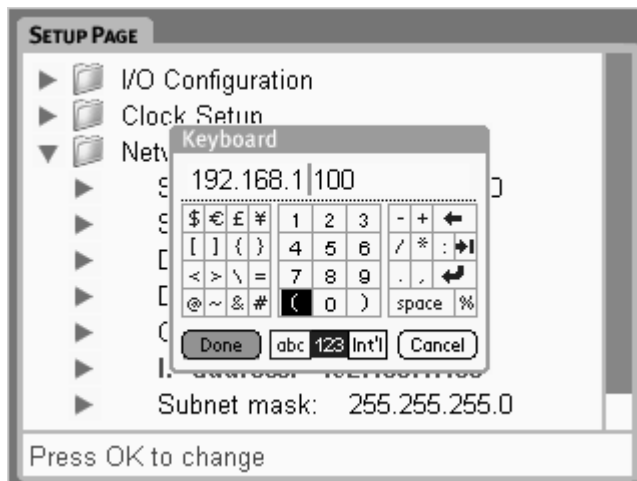 SETUP PAGE
I/O Configuration
Clock Setup
Keyboard
192.168.1 100
$ € £ ¥ 1 2 3 - + ←
[ ] { } 4 5 6 / * :
< > \ = 7 8 9 . ,
@ ~ & # ( 0 ) space %
Done abc 123 Int'l Cancel
Subnet mask: 255.255.255.0
Press OK to change